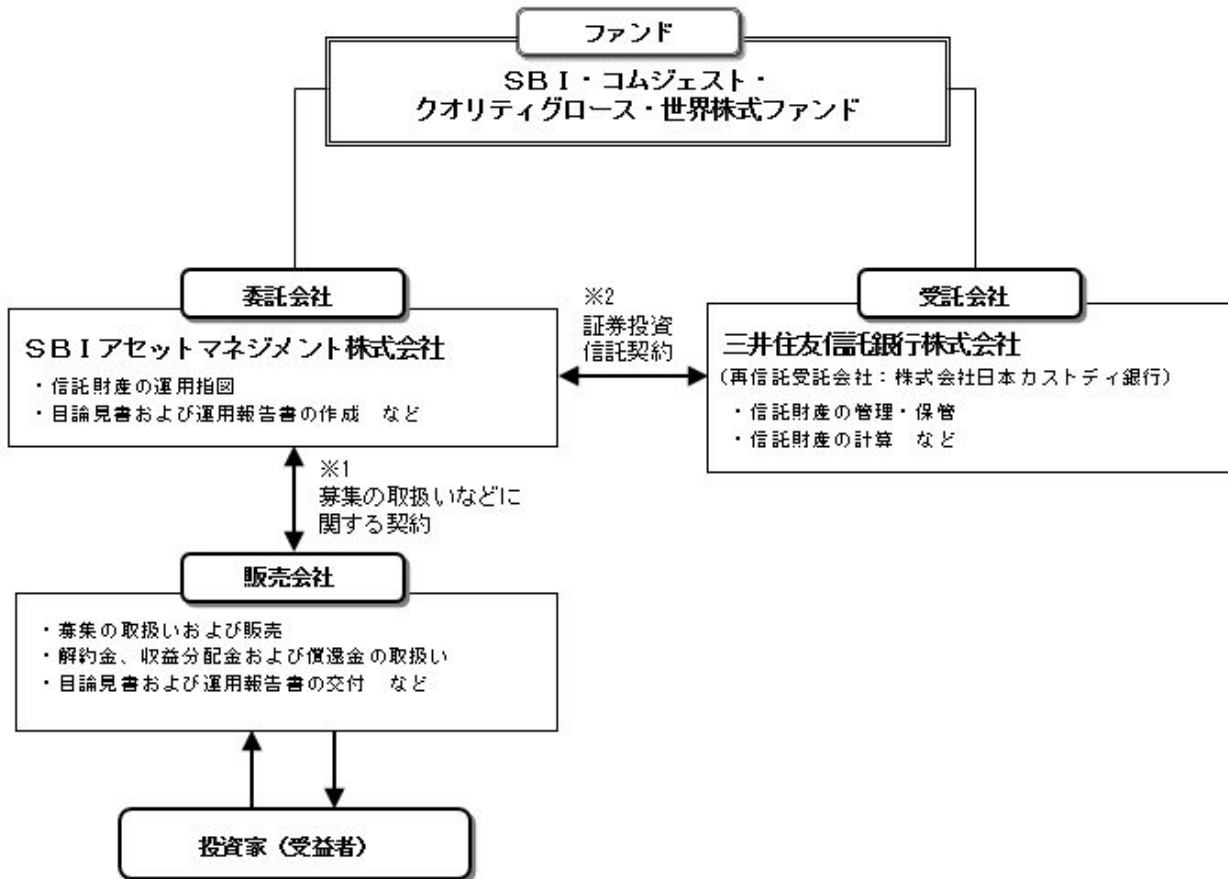 ファンド
SBI・コムジェスト・
クオリティグロース・世界株式ファンド
委託会社
SBIアセットマネジメント株式会社
・信託財産の運用指図
・目論見書および運用報告書の作成 など
※2
証券投資
信託契約
受託会社
三井住友信託銀行株式会社
(再信託受託会社:株式会社日本カストディ銀行)
・信託財産の管理・保管
・信託財産の計算 など
※1
募集の取扱いなどに
関する契約
販売会社
・募集の取扱いおよび販売
・解約金、収益分配金および償還金の取扱い
・目論見書および運用報告書の交付 など
投資家(受益者)